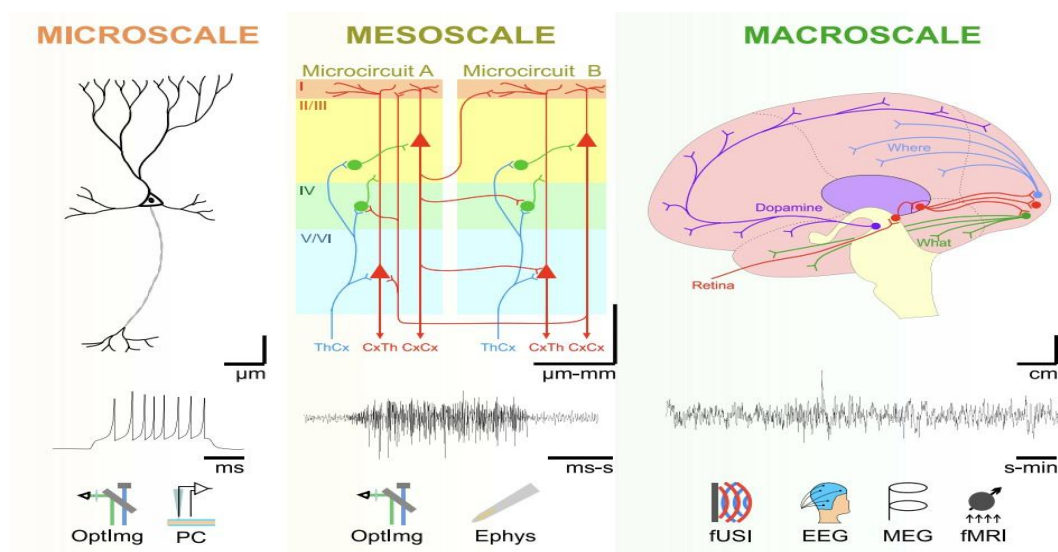 MICROSCALE
µm
ms
OptImg
PC
MESOSCALE
Microcircuit A
Microcircuit B
I
II/III
IV
V/VI
ThCx
CxTh
CxCx
ThCx
CxTh
CxCx
µm-mm
ms-s
OptImg
Ephys
MACROSCALE
Where
Dopamine
What
Retina
cm
s-min
fUSI
EEG
MEG
fMRI